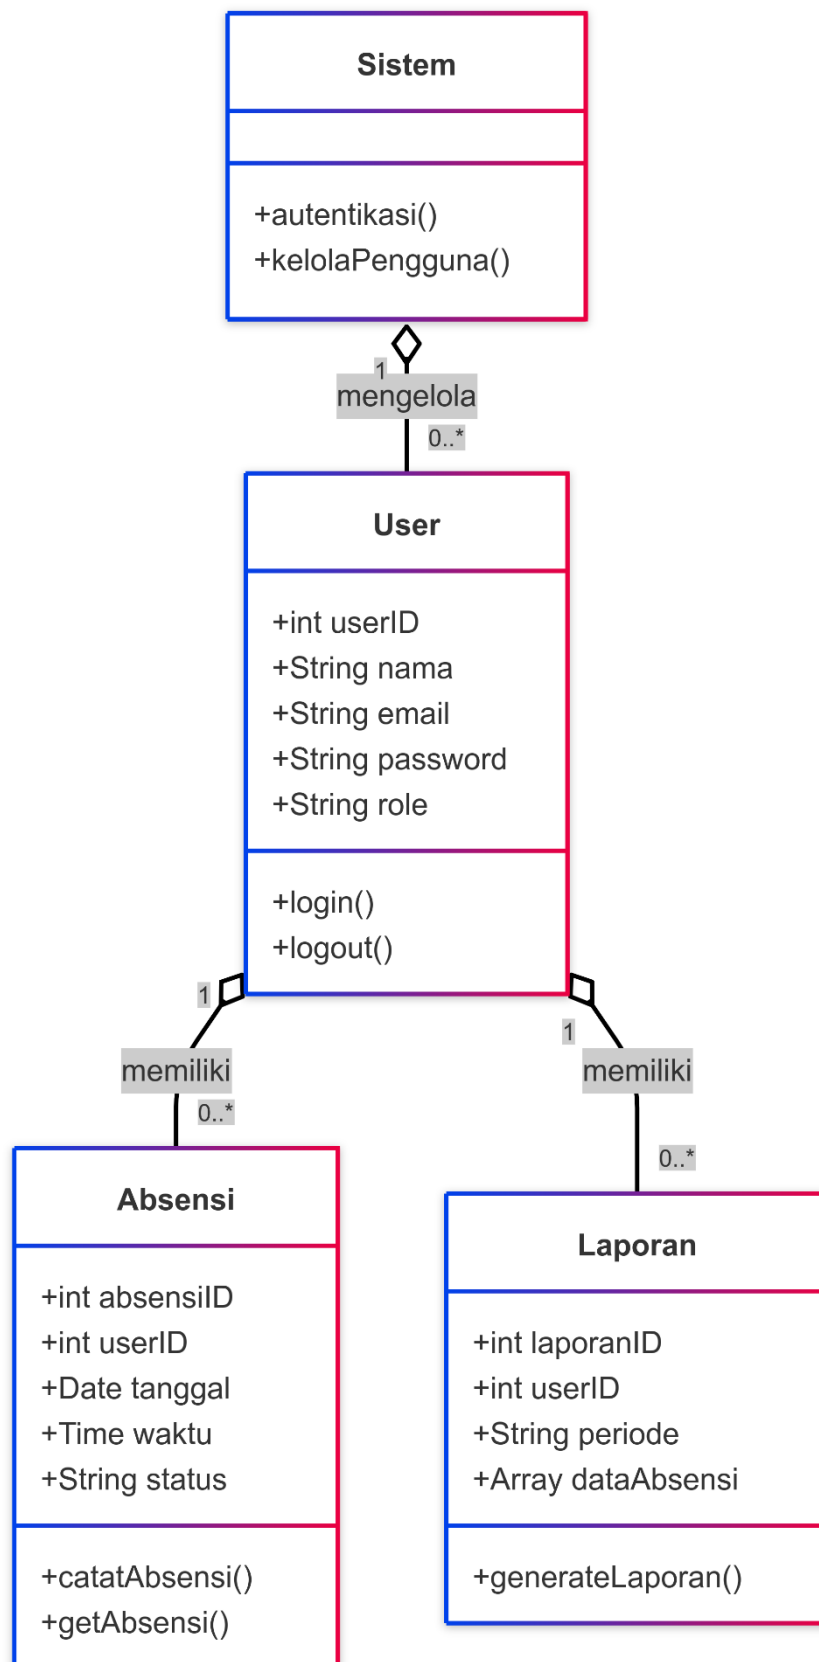 Sistem
+autentikasi()
+kelolaPengguna()
1
mengelola
0..*
User
+int userID
+String nama
+String email
+String password
+String role
+login()
+logout()
1
memiliki
0..*
1
memiliki
0..*
Absensi
+int absensiID
+int userID
+Date tanggal
+Time waktu
+String status
+catatAbsensi()
+getAbsensi()
Laporan
+int laporanID
+int userID
+String periode
+Array dataAbsensi
+generateLaporan()